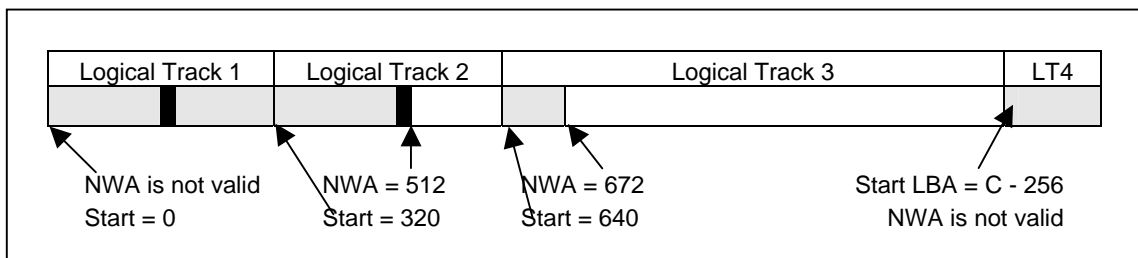 Logical Track 1 Logical Track 2 Logical Track 3 LT4
NWA is not valid NWA = 512 NWA = 672 Start LBA = C - 256
Start = 0 Start = 320 Start = 640 NWA is not valid